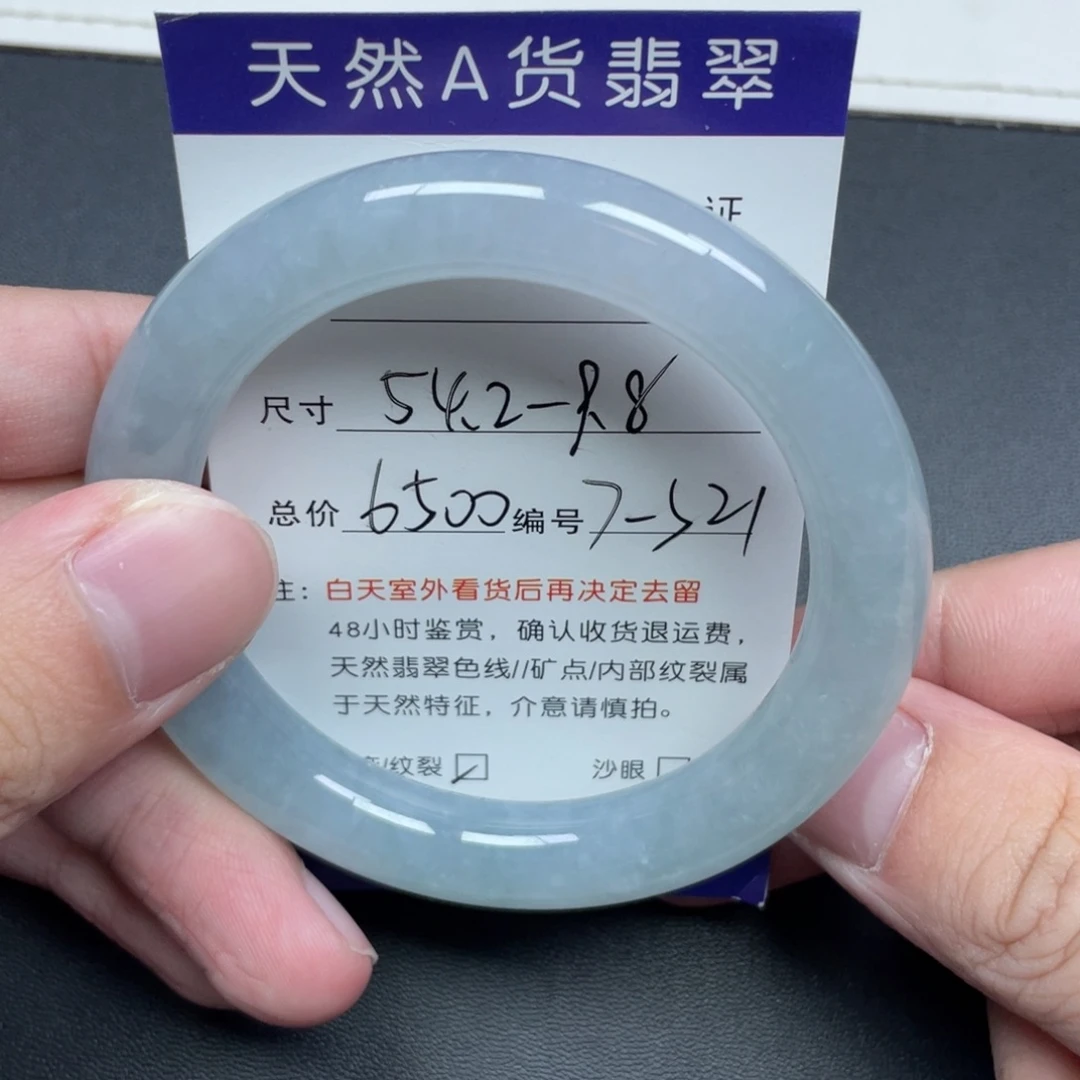 天然A货翡翠
证
尺寸 54.2-9.8
总价 6500 编号 7-521
注：白天室外看货后再决定去留
48小时鉴赏，确认收货退运费，
天然翡翠色线//矿点/内部纹裂属
于天然特征，介意请慎拍。
/纹裂 沙眼